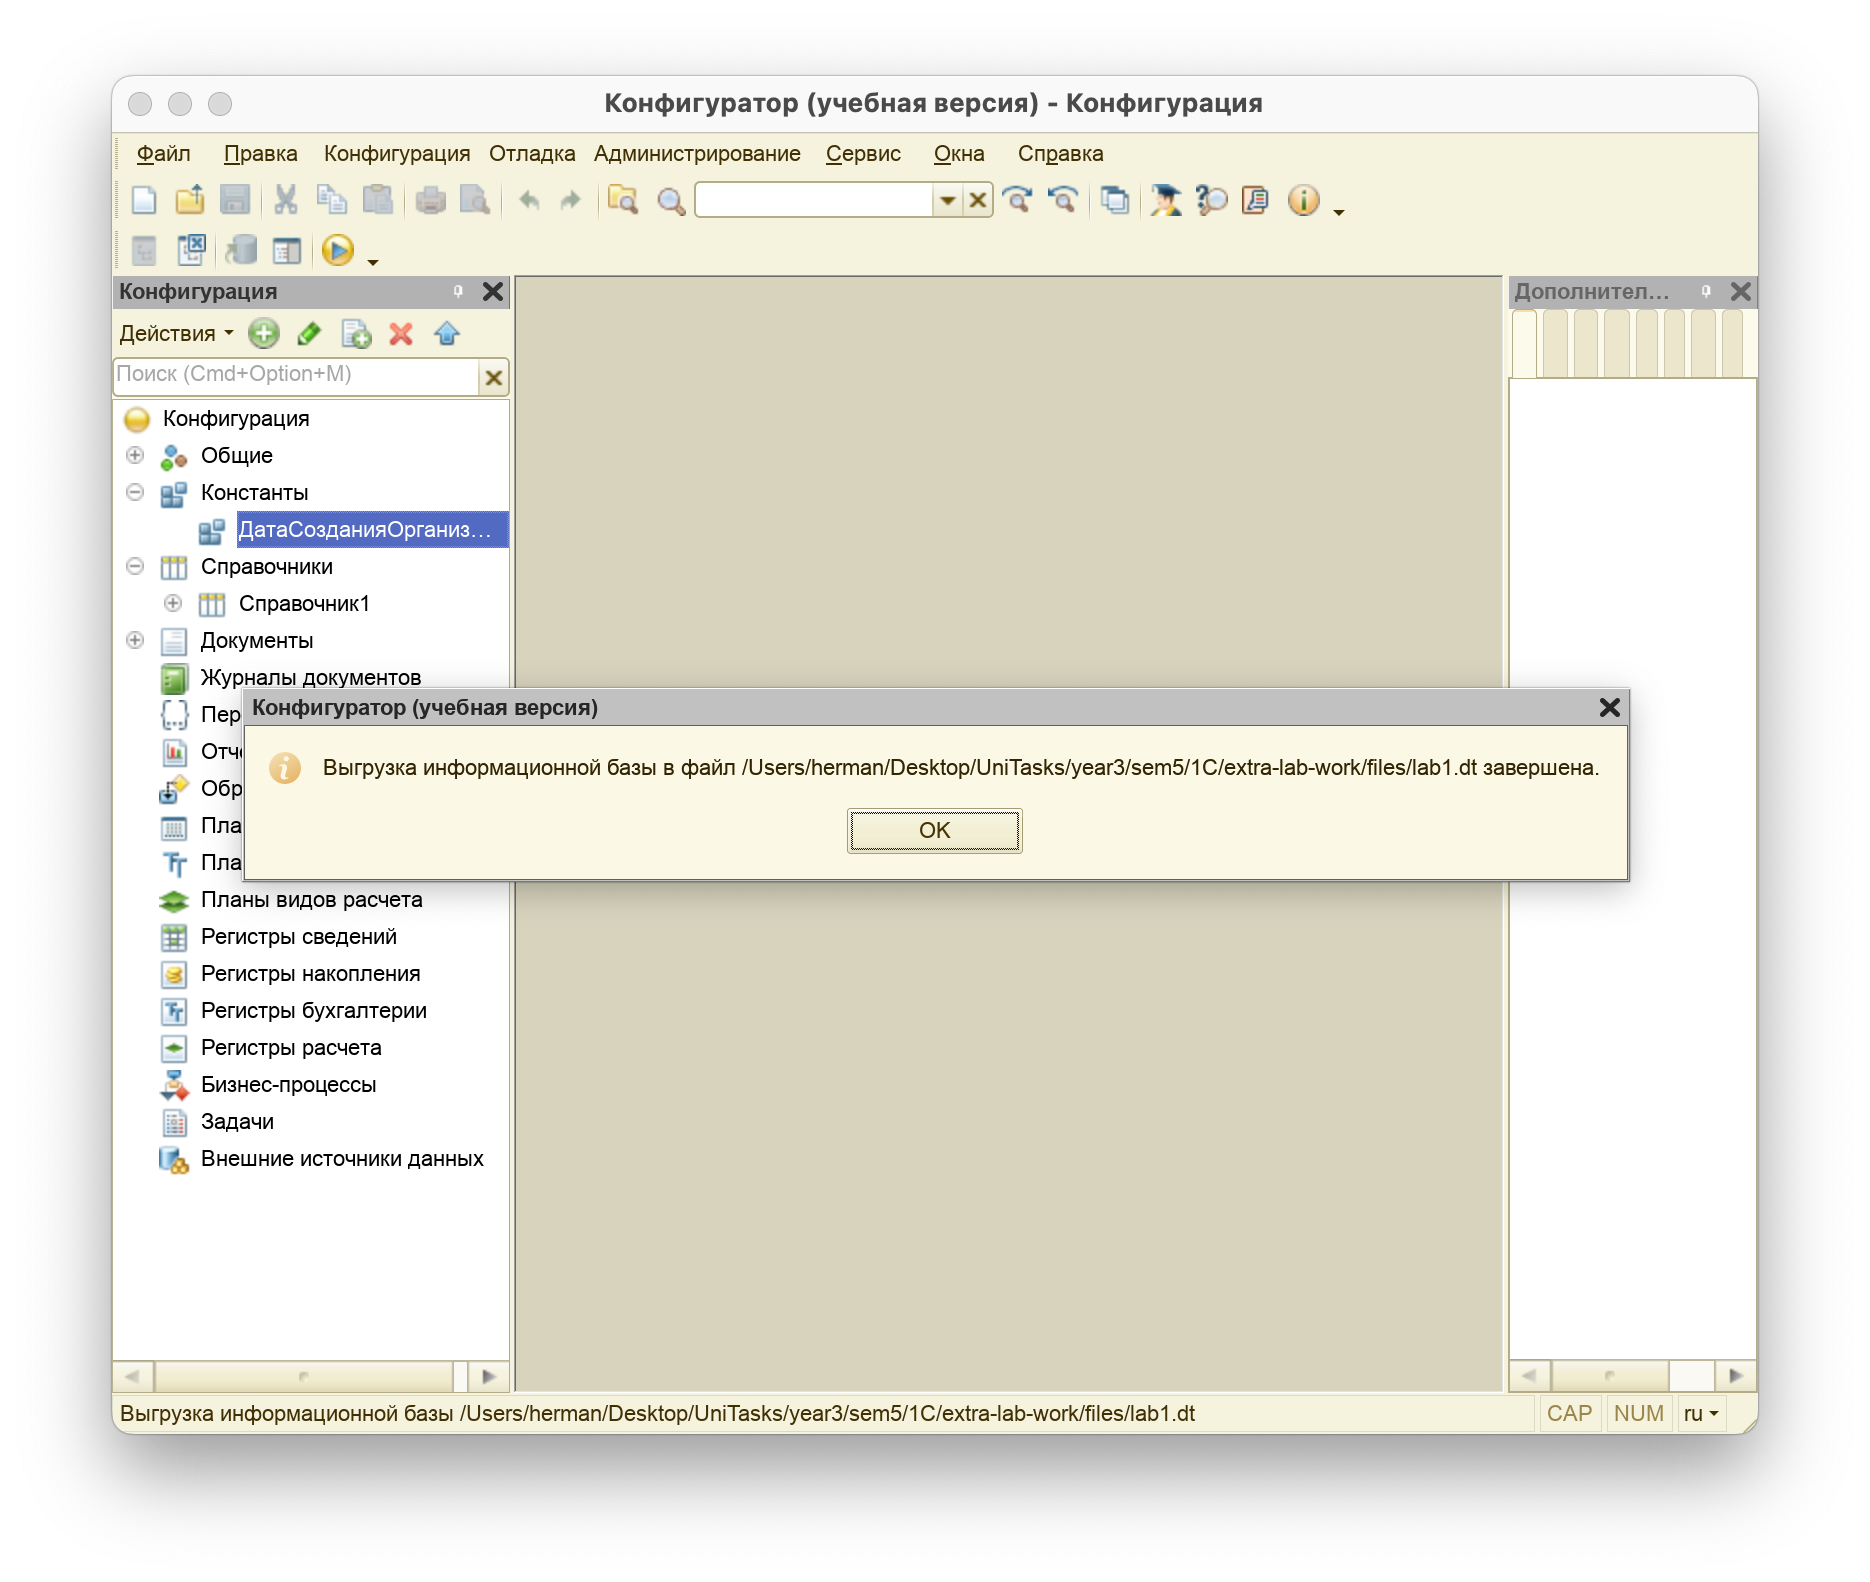 Конфигуратор (учебная версия) - Конфигурация
Файл Правка Конфигурация Отладка Администрирование Сервис Окна Справка
Конфигурация
Дополнител...
Действия
Поиск (Cmd+Option+M)
Конфигурация
Общие
Константы
ДатаСозданияОрганиз...
Справочники
Справочник1
Документы
Журналы документов
Пер
Отч
Обр
Пла
Пла
Конфигуратор (учебная версия)
Выгрузка информационной базы в файл /Users/herman/Desktop/UniTasks/year3/sem5/1C/extra-lab-work/files/lab1.dt завершена.
OK
Планы видов расчета
Регистры сведений
Регистры накопления
Регистры бухгалтерии
Регистры расчета
Бизнес-процессы
Задачи
Внешние источники данных
Выгрузка информационной базы /Users/herman/Desktop/UniTasks/year3/sem5/1C/extra-lab-work/files/lab1.dt
CAP NUM ru